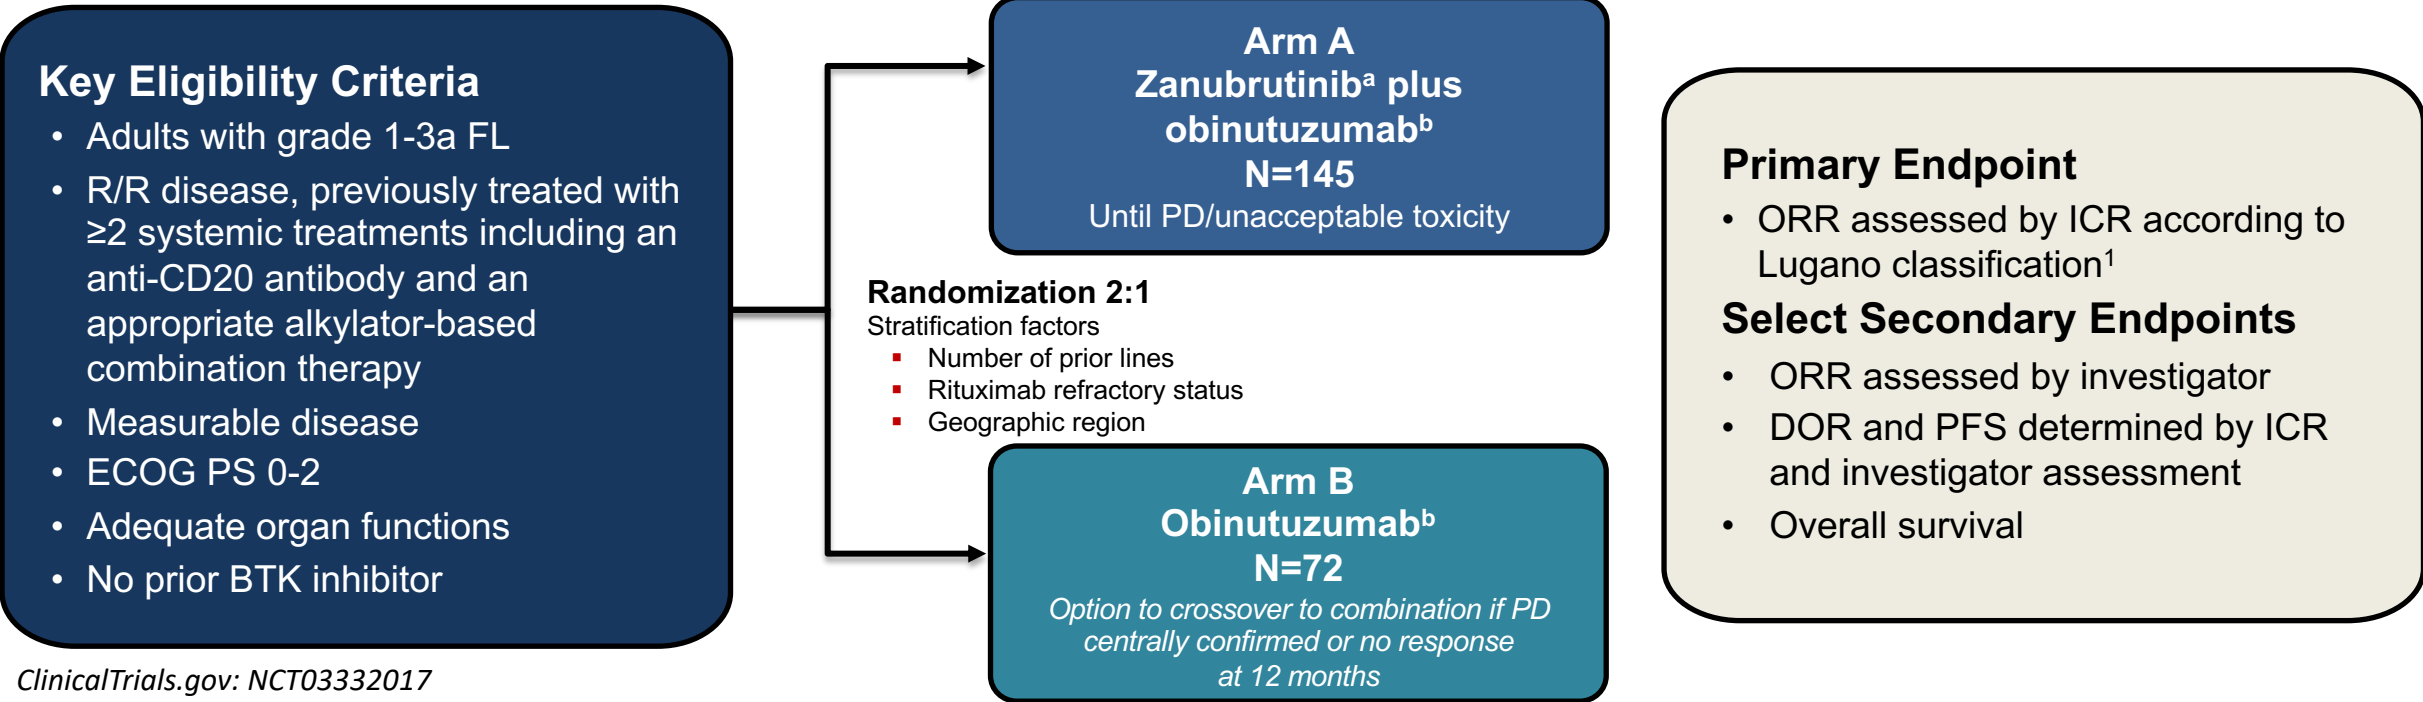 Key Eligibility Criteria
• Adults with grade 1-3a FL
• R/R disease, previously treated with
≥2 systemic treatments including an
anti-CD20 antibody and an
appropriate alkylator-based
combination therapy
• Measurable disease
• ECOG PS 0-2
• Adequate organ functions
• No prior BTK inhibitor
ClinicalTrials.gov: NCT03332017
Arm A
Zanubrutinibᵃ plus
obinutuzumabᵇ
N=145
Until PD/unacceptable toxicity
Randomization 2:1
Stratification factors
▪ Number of prior lines
▪ Rituximab refractory status
▪ Geographic region
Arm B
Obinutuzumabᵇ
N=72
Option to crossover to combination if PD
centrally confirmed or no response
at 12 months
Primary Endpoint
• ORR assessed by ICR according to
Lugano classification¹
Select Secondary Endpoints
• ORR assessed by investigator
• DOR and PFS determined by ICR
and investigator assessment
• Overall survival